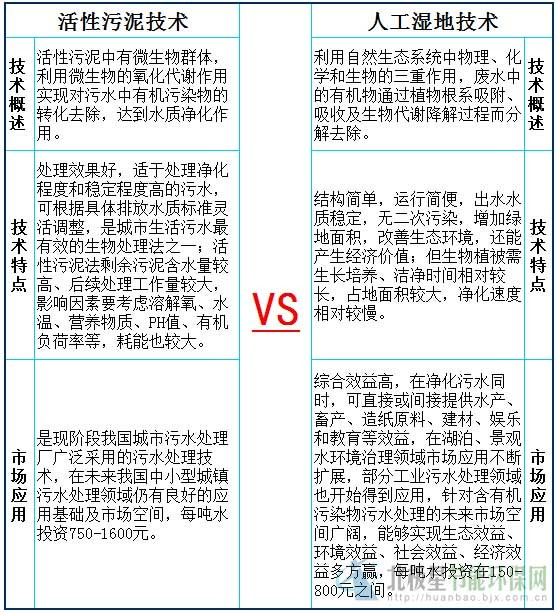 活性污泥技术
技术概述
活性污泥中有微生物群体，
利用微生物的氧化代谢作用
实现对污水中有机污染物的
转化去除，达到水质净化作
用。
技术特点
处理效果好，适于处理净化
程度和稳定程度高的污水，
可根据具体排放水质标准灵
活调整，是城市生活污水最
有效的生物处理法之一；活
性污泥法剩余污泥含水量较
高、后续处理工作量较大，
影响因素要考虑溶解氧、水
温、营养物质、PH值、有机
负荷率等，耗能也较大。
市场应用
是现阶段我国城市污水处理
厂广泛采用的污水处理技
术，在未来我国中小型城镇
污水处理领域仍有良好的应
用基础及市场空间，每吨水
投资750-1600元。
VS
人工湿地技术
利用自然生态系统中物理、化
学和生物的三重作用，废水中
的有机物通过植物根系吸附、
吸收及生物代谢降解过程而分
解去除。
技术概述
结构简单，运行简便，出水水
质稳定，无二次污染，增加绿
地面积，改善生态环境，还能
产生经济价值；但生物植被需
生长培养、洁净时间相对较
长，占地面积较大，净化速度
相对较慢。
技术特点
综合效益高，在净化污水同
时，可直接或间接提供水产、
畜产、造纸原料、建材、娱乐
和教育等效益，在湖泊、景观
水环境治理领域市场应用不断
扩展，部分工业污水处理领域
也开始得到应用，针对含有机
污染物污水处理的未来市场空
间广阔，能够实现生态效益、
环境效益、社会效益、经济效
益多方赢，每吨水投资在150-
800元之间。
市场应用
北极星节能环保网
http://huanbao.bjx.com.cn